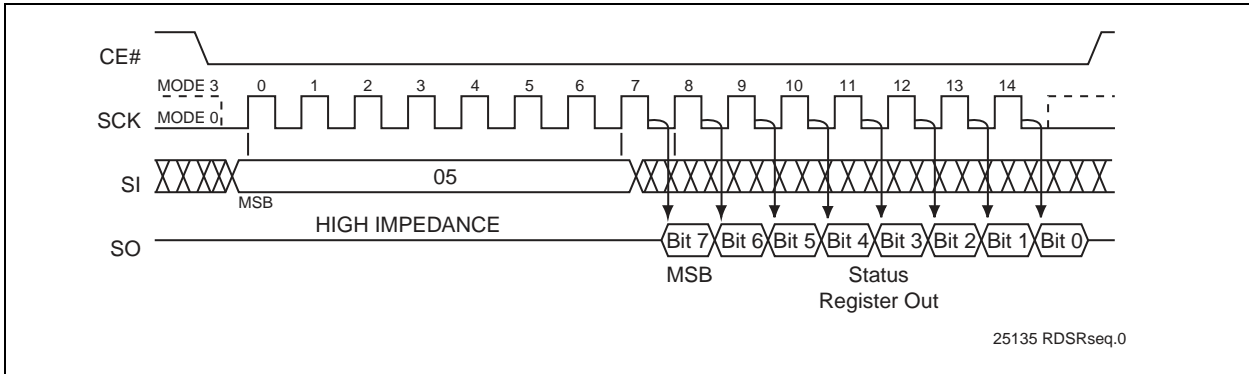 CE#
MODE 3 0 1 2 3 4 5 6 7 8 9 10 11 12 13 14
SCK MODE 0
SI 05
MSB
HIGH IMPEDANCE
SO Bit 7 Bit 6 Bit 5 Bit 4 Bit 3 Bit 2 Bit 1 Bit 0
MSB Status
Register Out
25135 RDSRseq.0